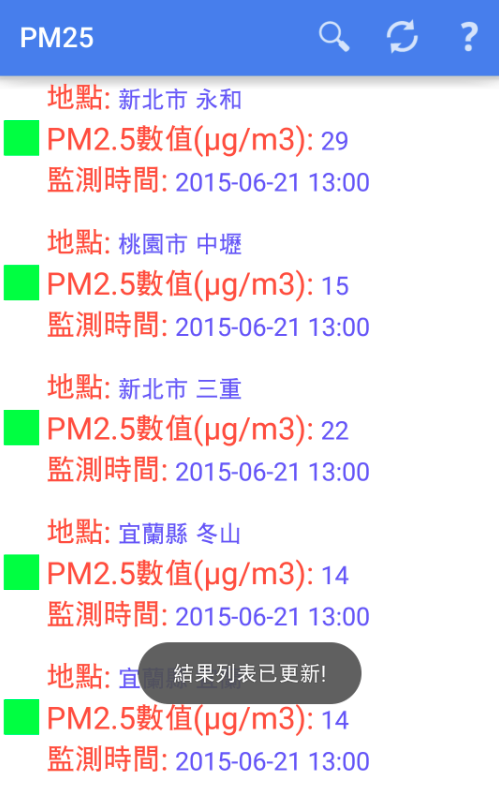 PM25
?
地點: 新北市 永和
PM2.5數值(μg/m3): 29
監測時間: 2015-06-21 13:00
地點: 桃園市 中壢
PM2.5數值(μg/m3): 15
監測時間: 2015-06-21 13:00
地點: 新北市 三重
PM2.5數值(μg/m3): 22
監測時間: 2015-06-21 13:00
地點: 宜蘭縣 冬山
PM2.5數值(μg/m3): 14
監測時間: 2015-06-21 13:00
地點: 宜
結果列表已更新!
PM2.5數值(μg/m3): 14
監測時間: 2015-06-21 13:00